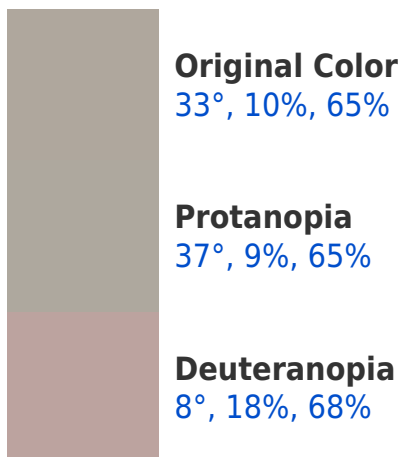 Original Color
33°, 10%, 65%
Protanopia
37°, 9%, 65%
Deuteranopia
8°, 18%, 68%